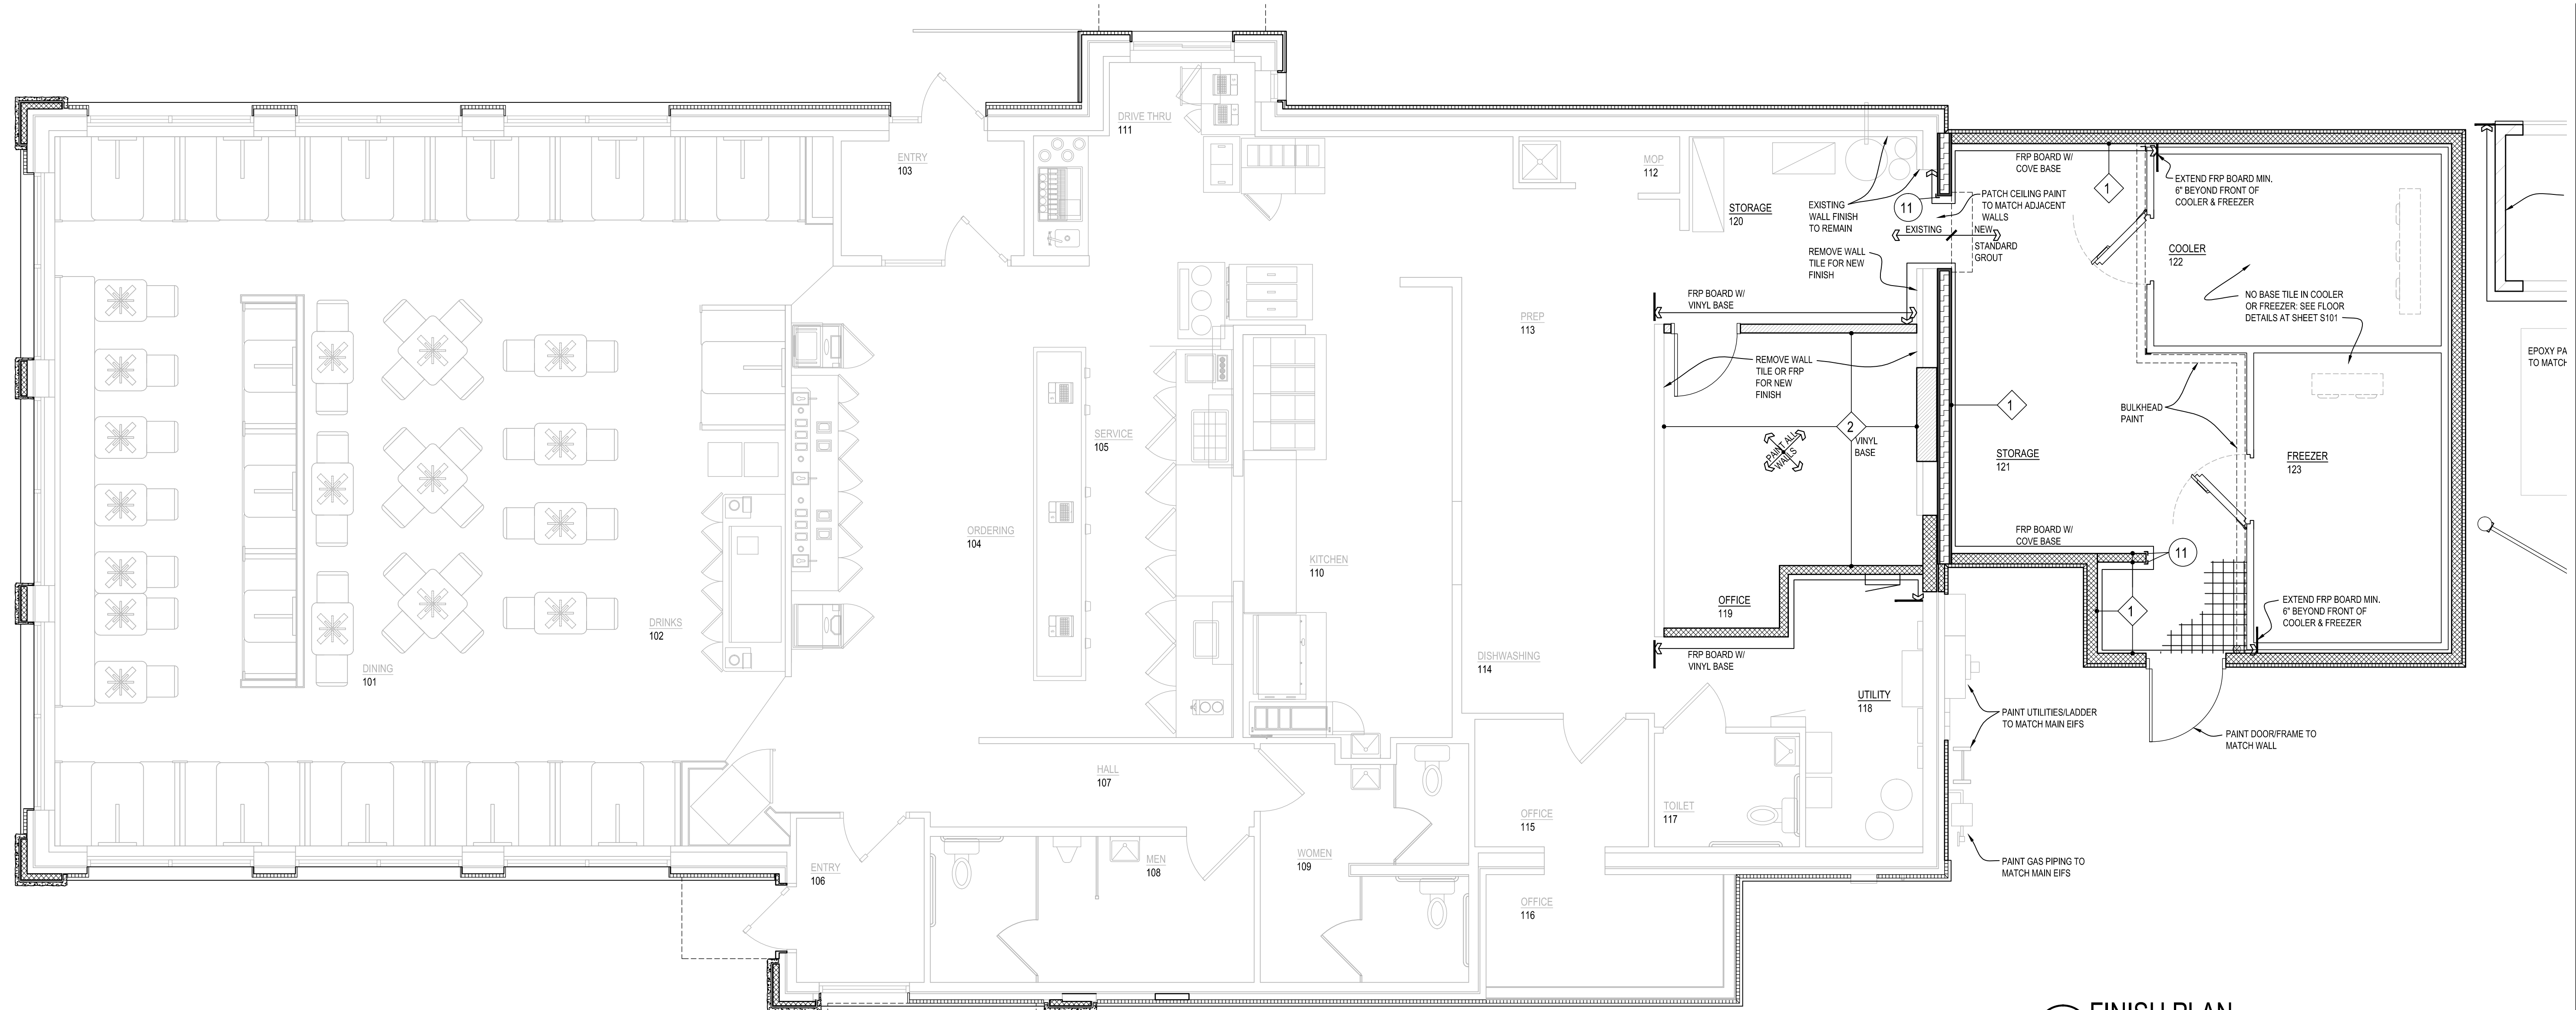 DRIVE THRU
111
ENTRY
103
MOP
112
STORAGE
120
EXISTING
WALL FINISH
TO REMAIN
11
PATCH CEILING PAINT
TO MATCH ADJACENT
WALLS
EXISTING
NEW
STANDARD
GROUT
REMOVE WALL
TILE FOR NEW
FINISH
FRP BOARD W/
COVE BASE
1
EXTEND FRP BOARD MIN.
6" BEYOND FRONT OF
COOLER & FREEZER
COOLER
122
NO BASE TILE IN COOLER
OR FREEZER: SEE FLOOR
DETAILS AT SHEET S101
EPOXY PA
TO MATCH
FRP BOARD W/
VINYL BASE
PREP
113
REMOVE WALL
TILE OR FRP
FOR NEW
FINISH
2
VINYL
BASE
PAINT ALL
WALLS
1
BULKHEAD
PAINT
STORAGE
121
FREEZER
123
SERVICE
105
ORDERING
104
KITCHEN
110
FRP BOARD W/
COVE BASE
11
1
EXTEND FRP BOARD MIN.
6" BEYOND FRONT OF
COOLER & FREEZER
OFFICE
119
DRINKS
102
DINING
101
DISHWASHING
114
FRP BOARD W/
VINYL BASE
UTILITY
118
PAINT UTILITIES/LADDER
TO MATCH MAIN EIFS
PAINT DOOR/FRAME TO
MATCH WALL
HALL
107
OFFICE
115
TOILET
117
ENTRY
106
MEN
108
WOMEN
109
PAINT GAS PIPING TO
MATCH MAIN EIFS
OFFICE
116
FINISH PLAN